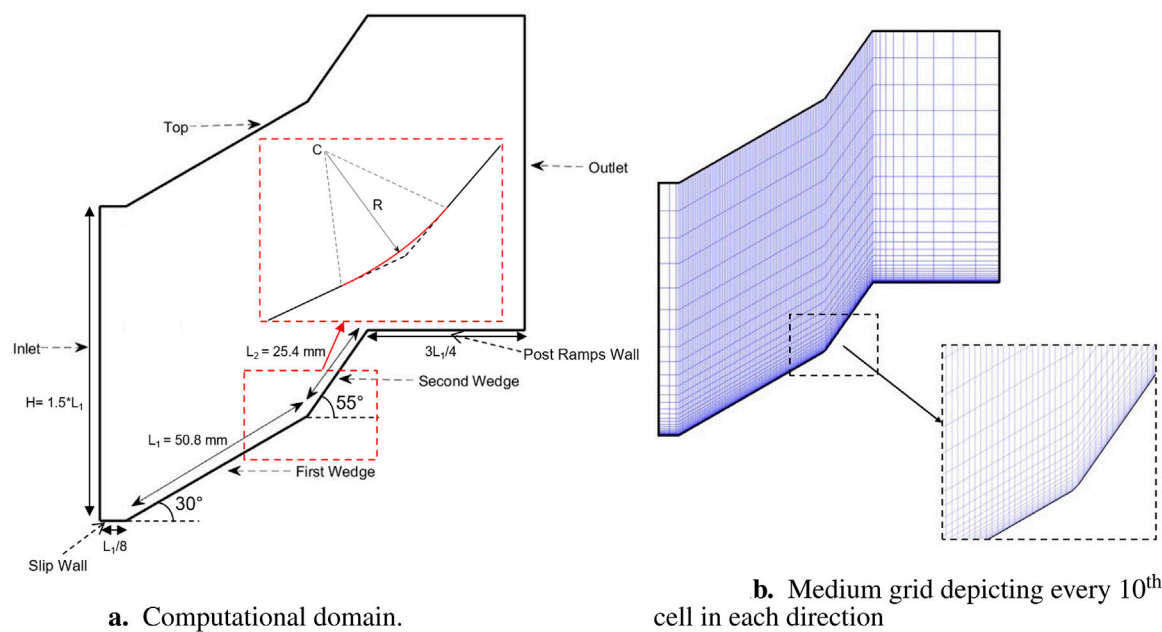 Top
C
R
Outlet
Inlet
L₂ = 25.4 mm
3L₁/4
Post Ramps Wall
Second Wedge
H= 1.5*L₁
55°
L₁ = 50.8 mm
First Wedge
30°
L₁/8
Slip Wall
a. Computational domain.
b. Medium grid depicting every 10th
cell in each direction